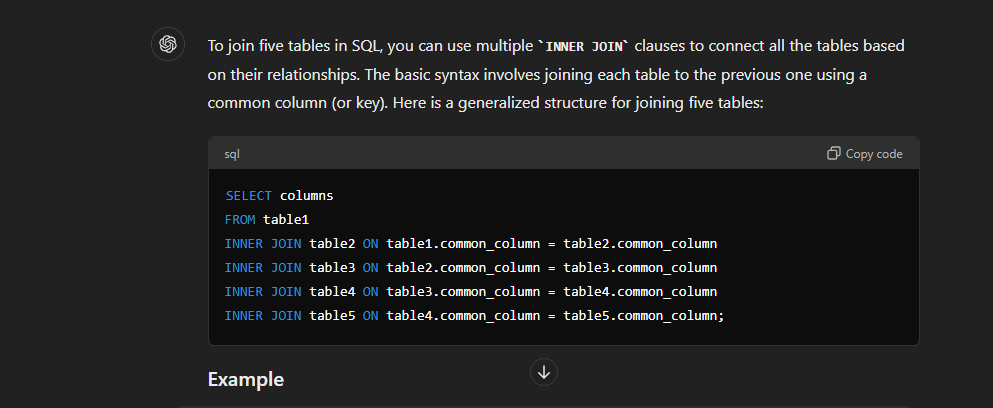 To join five tables in SQL, you can use multiple `INNER JOIN` clauses to connect all the tables based
on their relationships. The basic syntax involves joining each table to the previous one using a
common column (or key). Here is a generalized structure for joining five tables:
sql
Copy code
SELECT columns
FROM table1
INNER JOIN table2 ON table1.common_column = table2.common_column
INNER JOIN table3 ON table2.common_column = table3.common_column
INNER JOIN table4 ON table3.common_column = table4.common_column
INNER JOIN table5 ON table4.common_column = table5.common_column;
Example